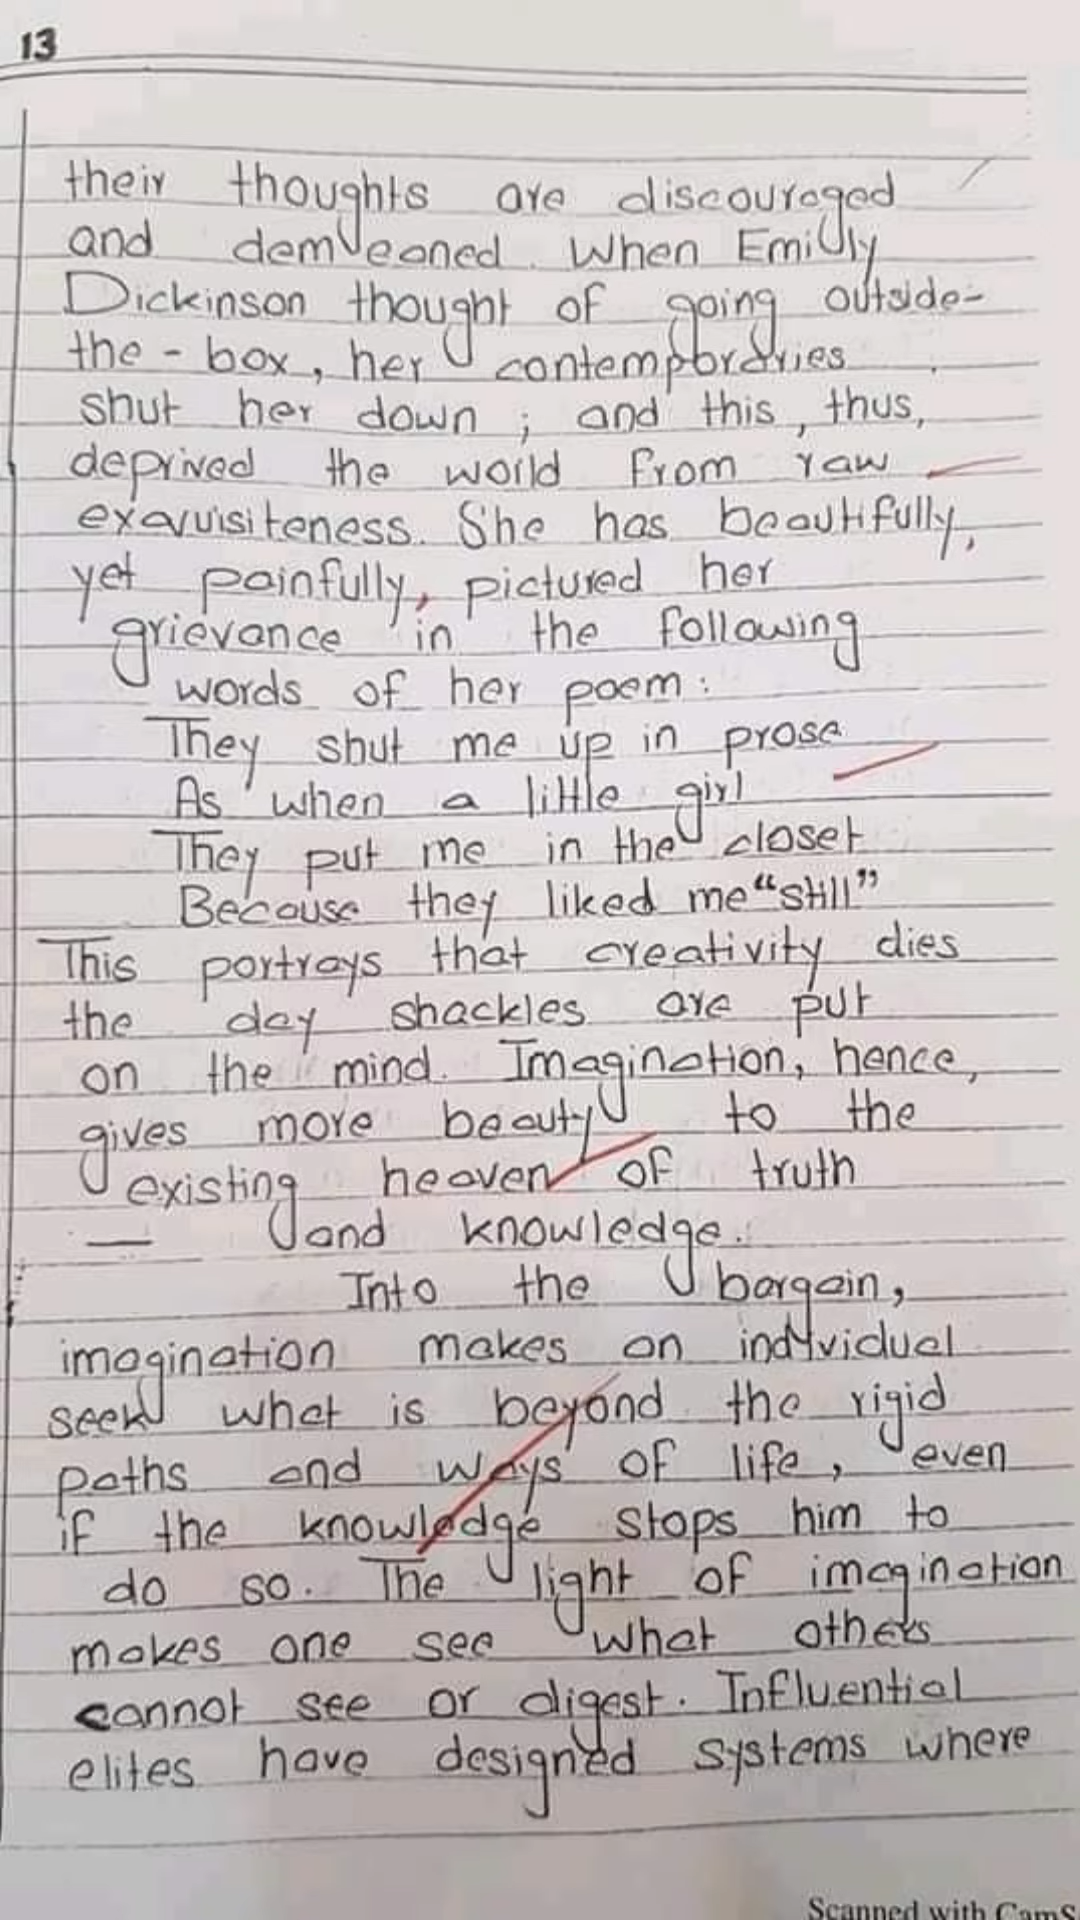 13
their thoughts are discouraged
and demeaned. When Emily
Dickinson thought of going outside-
the-box, her contemporaries
shut her down; and this, thus,
deprived the world from raw
exquisiteness. She has beautifully,
yet painfully, pictured her
grievance in the following
words of her poem:
They shut me up in prose
As when a little girl
They put me in the closet
Because they liked me "still"
This portrays that creativity dies
the day shackles are put
on the mind. Imagination, hence,
gives more beauty to the
existing heaven of truth
and knowledge.
Into the bargain,
imagination makes an individual
seek what is beyond the rigid
paths and ways of life, even
if the knowledge stops him to
do so. The light of imagination
makes one see what others
cannot see or digest. Influential
elites have designed systems where
Scanned with CamS